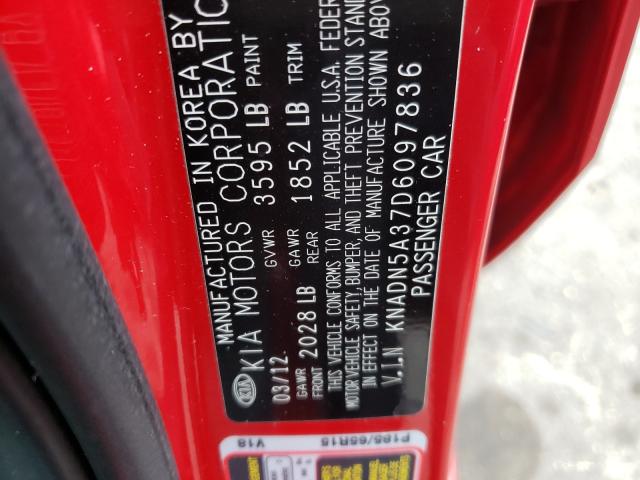 MANUFACTURED IN KOREA BY
KIA KIA MOTORS CORPORATIO
03/12. GVWR 3595 LB PAINT
GAWR FRONT 2028 LB GAWR REAR 1852 LB TRIM
THIS VEHICLE CONFORMS TO ALL APPLICABLE U.S.A. FEDER
MOTOR VEHICLE SAFETY, BUMPER, AND THEFT PREVENTION STAND
IN EFFECT ON THE DATE OF MANUFACTURE SHOWN ABOV
V.I.N KNADN5A37D6097836
PASSENGER CAR
V18 P185/65R15